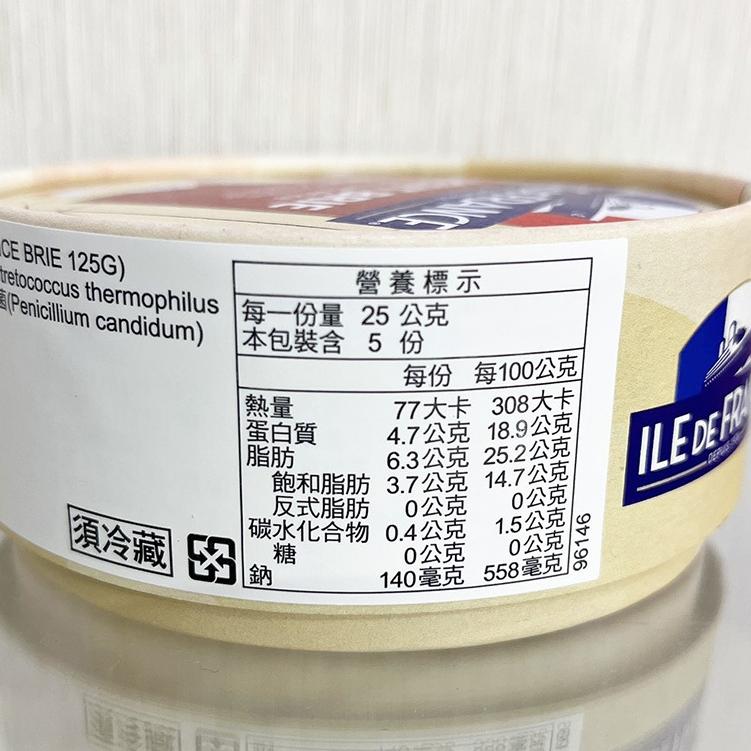 CE BRIE 125G)
tretococcus thermophilus
菌(Penicillium candidum)
須冷藏
營養標示
每一份量 25 公克
本包裝含 5 份
每份 每100公克
熱量 77大卡 308大卡
蛋白質 4.7公克 18.9公克
脂肪 6.3公克 25.2公克
飽和脂肪 3.7公克 14.7公克
反式脂肪 0公克 0公克
碳水化合物 0.4公克 1.5公克
糖 0公克 0公克
鈉 140毫克 558毫克
96146
ILE DE FRA
DEPUIS